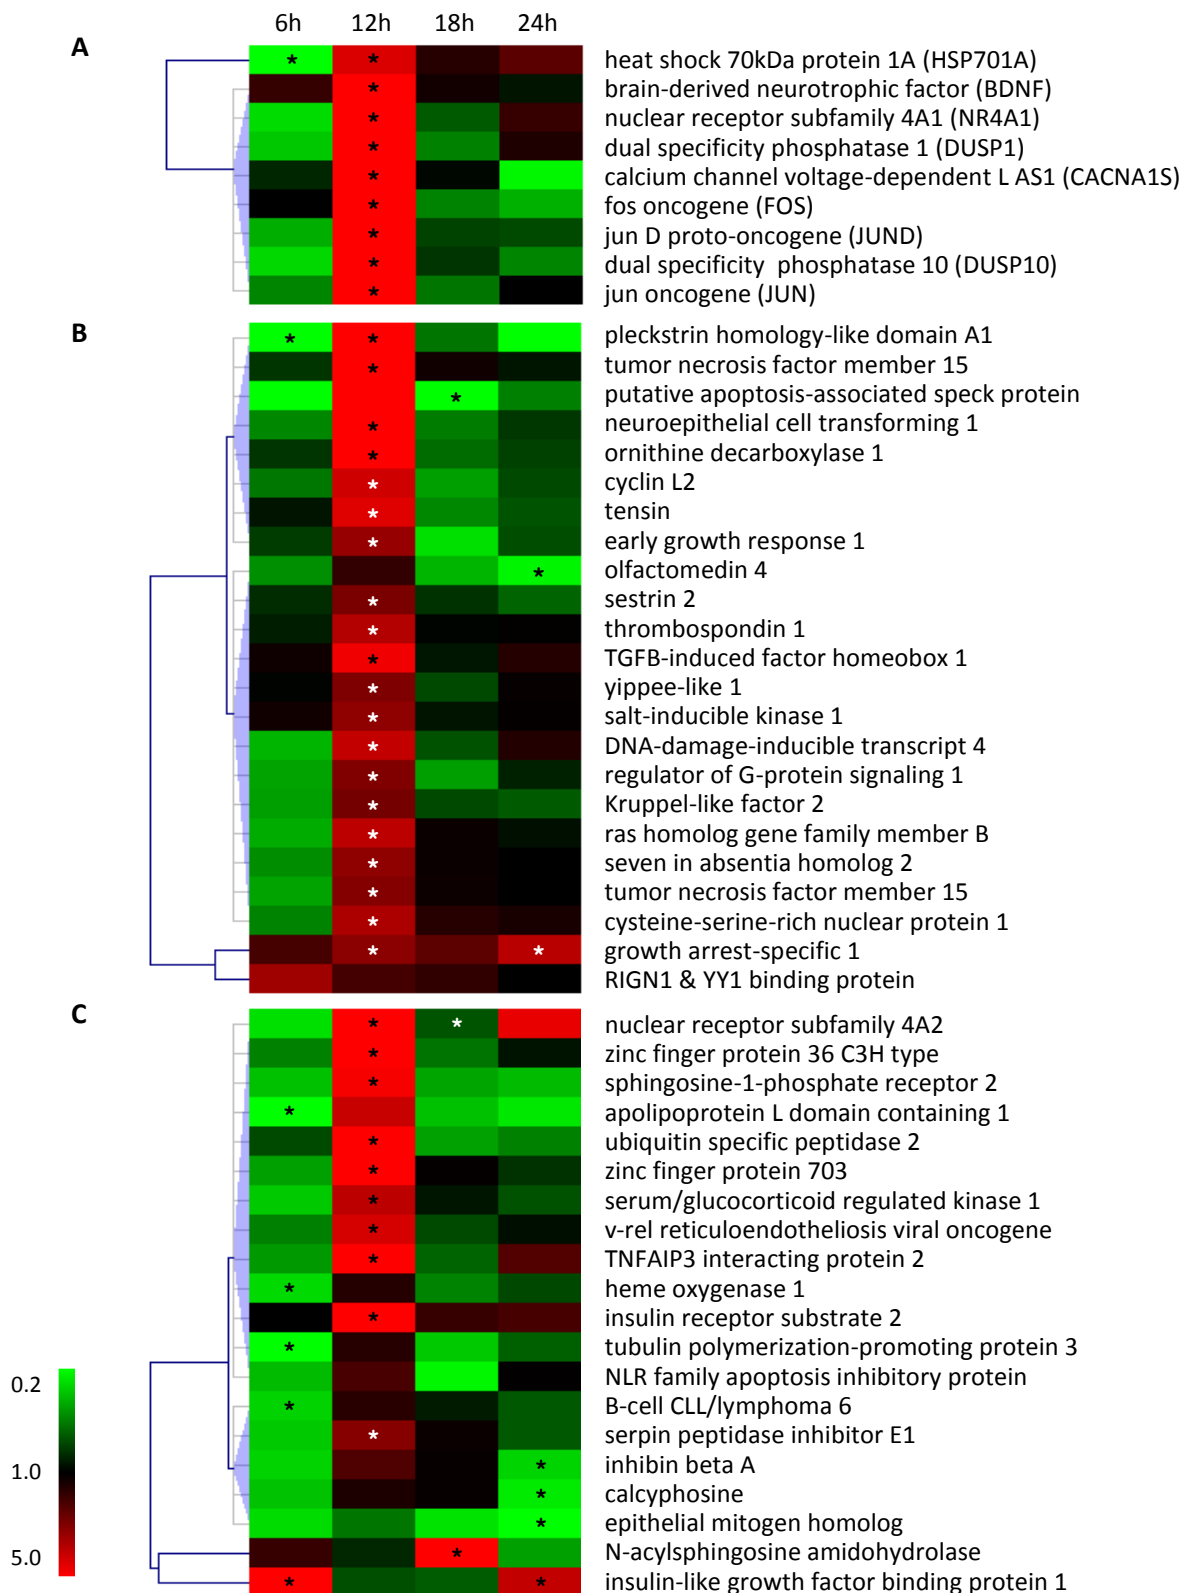 6h 12h 18h 24h
A
heat shock 70kDa protein 1A (HSP701A)
brain-derived neurotrophic factor (BDNF)
nuclear receptor subfamily 4A1 (NR4A1)
dual specificity phosphatase 1 (DUSP1)
calcium channel voltage-dependent L AS1 (CACNA1S)
fos oncogene (FOS)
jun D proto-oncogene (JUND)
dual specificity phosphatase 10 (DUSP10)
jun oncogene (JUN)
B
pleckstrin homology-like domain A1
tumor necrosis factor member 15
putative apoptosis-associated speck protein
neuroepithelial cell transforming 1
ornithine decarboxylase 1
cyclin L2
tensin
early growth response 1
olfactomedin 4
sestrin 2
thrombospondin 1
TGFB-induced factor homeobox 1
yippee-like 1
salt-inducible kinase 1
DNA-damage-inducible transcript 4
regulator of G-protein signaling 1
Kruppel-like factor 2
ras homolog gene family member B
seven in absentia homolog 2
tumor necrosis factor member 15
cysteine-serine-rich nuclear protein 1
growth arrest-specific 1
RIGN1 & YY1 binding protein
C
nuclear receptor subfamily 4A2
zinc finger protein 36 C3H type
sphingosine-1-phosphate receptor 2
apolipoprotein L domain containing 1
ubiquitin specific peptidase 2
zinc finger protein 703
serum/glucocorticoid regulated kinase 1
v-rel reticuloendotheliosis viral oncogene
TNFAIP3 interacting protein 2
heme oxygenase 1
insulin receptor substrate 2
tubulin polymerization-promoting protein 3
NLR family apoptosis inhibitory protein
B-cell CLL/lymphoma 6
serpin peptidase inhibitor E1
inhibin beta A
calcyphosine
epithelial mitogen homolog
N-acylsphingosine amidohydrolase
insulin-like growth factor binding protein 1
0.2
1.0
5.0